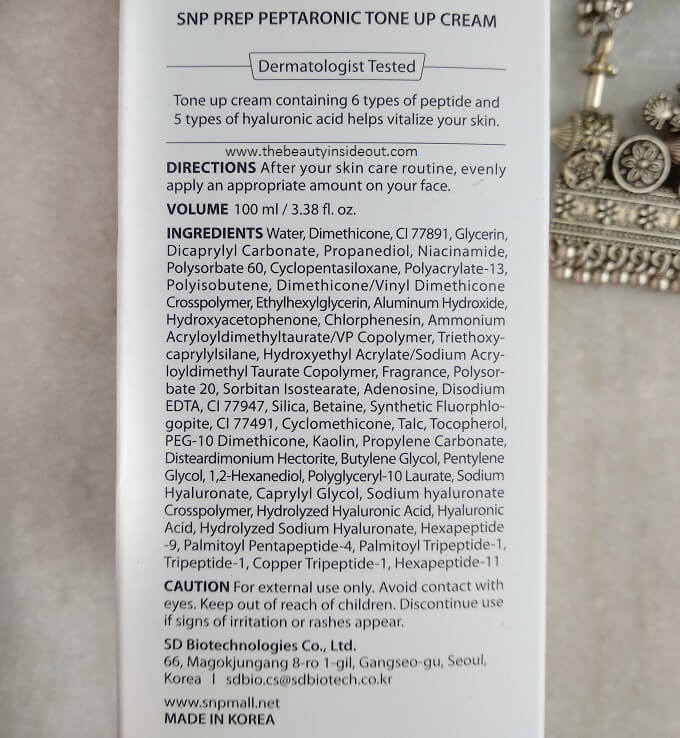 SNP PREP PEPTARONIC TONE UP CREAM
Dermatologist Tested
Tone up cream containing 6 types of peptide and
5 types of hyaluronic acid helps vitalize your skin.
www.thebeautyinsideout.com
DIRECTIONS After your skin care routine, evenly
apply an appropriate amount on your face.
VOLUME 100 ml / 3.38 fl. oz.
INGREDIENTS Water, Dimethicone, CI 77891, Glycerin,
Dicaprylyl Carbonate, Propanediol, Niacinamide,
Polysorbate 60, Cyclopentasiloxane, Polyacrylate-13,
Polyisobutene, Dimethicone/Vinyl Dimethicone
Crosspolymer, Ethylhexylglycerin, Aluminum Hydroxide,
Hydroxyacetophenone, Chlorphenesin, Ammonium
Acryloyldimethyltaurate/VP Copolymer, Triethoxy-
caprylylsilane, Hydroxyethyl Acrylate/Sodium Acry-
loyldimethyl Taurate Copolymer, Fragrance, Polysor-
bate 20, Sorbitan Isostearate, Adenosine, Disodium
EDTA, CI 77947, Silica, Betaine, Synthetic Fluorphlo-
gopite, CI 77491, Cyclomethicone, Talc, Tocopherol,
PEG-10 Dimethicone, Kaolin, Propylene Carbonate,
Disteardimonium Hectorite, Butylene Glycol, Pentylene
Glycol, 1,2-Hexanediol, Polyglyceryl-10 Laurate, Sodium
Hyaluronate, Caprylyl Glycol, Sodium hyaluronate
Crosspolymer, Hydrolyzed Hyaluronic Acid, Hyaluronic
Acid, Hydrolyzed Sodium Hyaluronate, Hexapeptide
-9, Palmitoyl Pentapeptide-4, Palmitoyl Tripeptide-1,
Tripeptide-1, Copper Tripeptide-1, Hexapeptide-11
CAUTION For external use only. Avoid contact with
eyes. Keep out of reach of children. Discontinue use
if signs of irritation or rashes appear.
SD Biotechnologies Co., Ltd.
66, Magokjungang 8-ro 1-gil, Gangseo-gu, Seoul,
Korea | sdbio.cs@sdbiotech.co.kr
www.snpmall.net
MADE IN KOREA